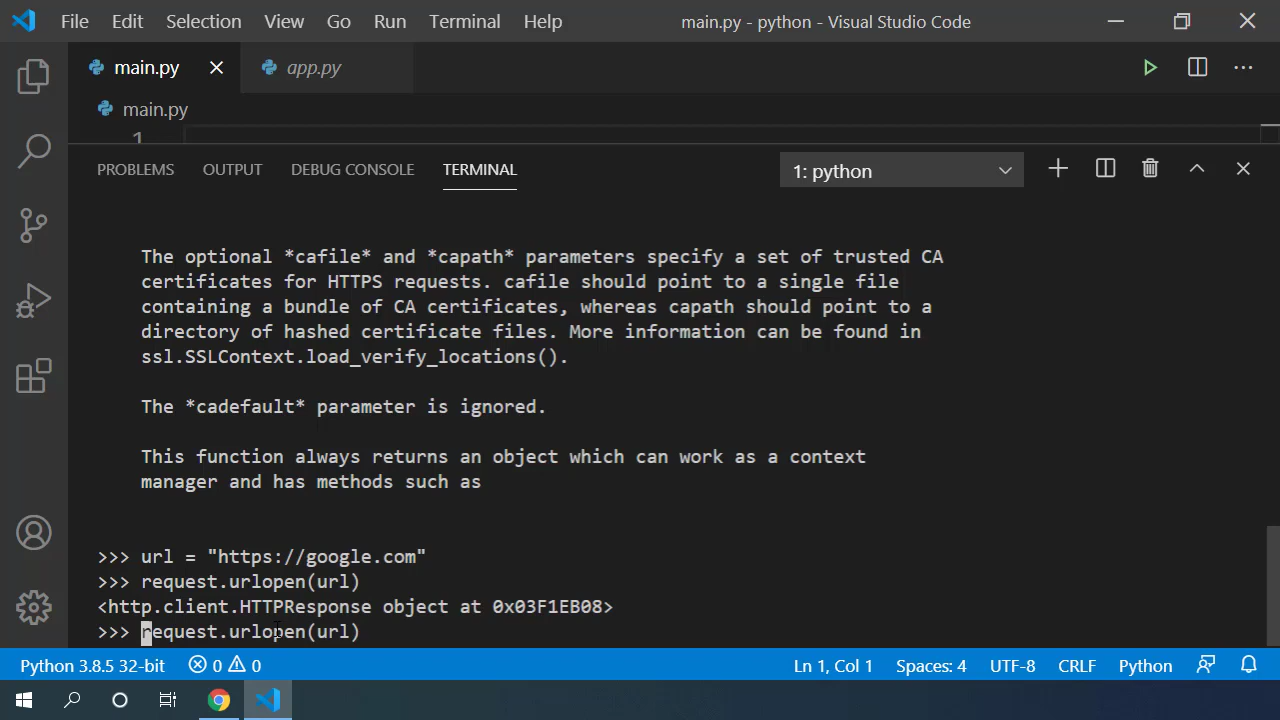 File Edit Selection View Go Run Terminal Help main.py - python - Visual Studio Code
main.py app.py
main.py
1
PROBLEMS OUTPUT DEBUG CONSOLE TERMINAL 1: python
The optional *cafile* and *capath* parameters specify a set of trusted CA
certificates for HTTPS requests. cafile should point to a single file
containing a bundle of CA certificates, whereas capath should point to a
directory of hashed certificate files. More information can be found in
ssl.SSLContext.load_verify_locations().
The *cadefault* parameter is ignored.
This function always returns an object which can work as a context
manager and has methods such as
>>> url = "https://google.com"
>>> request.urlopen(url)
<http.client.HTTPResponse object at 0x03F1EB08>
>>> request.urlopen(url)
Python 3.8.5 32-bit 0 0 Ln 1, Col 1 Spaces: 4 UTF-8 CRLF Python